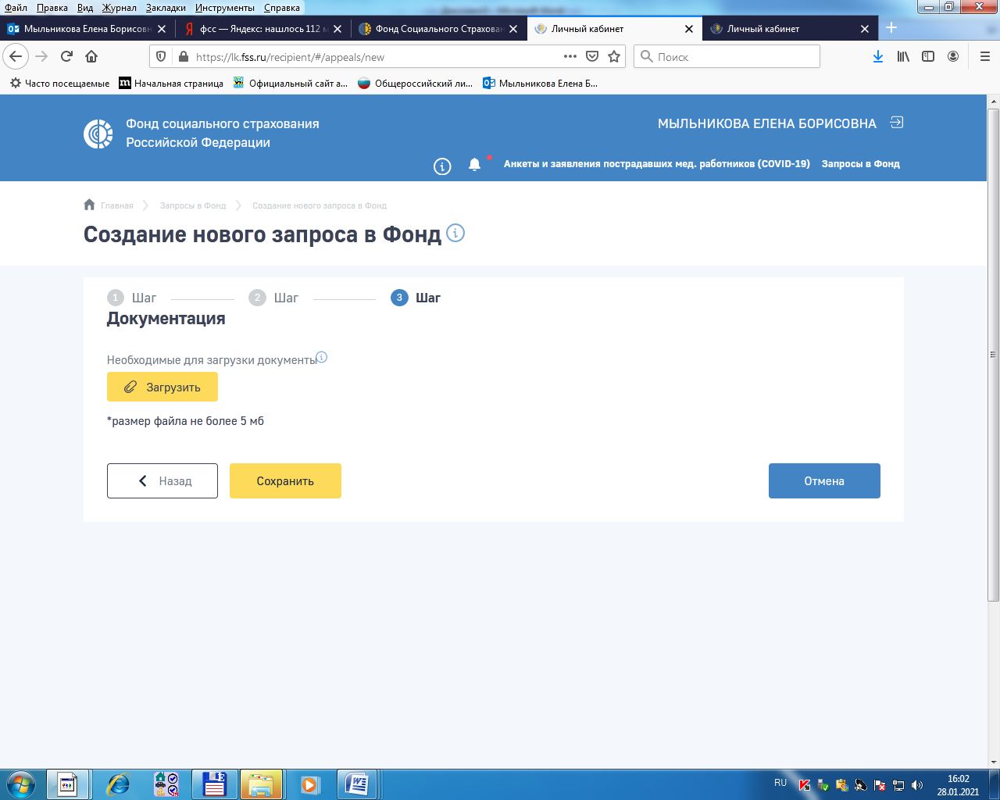 Файл Правка Вид Журнал Закладки Инструменты Справка
Мыльникова Елена Борисовн
фсс — Яндекс: нашлось 112 м
Фонд Социального Страхован
Личный кабинет
Личный кабинет
https://lk.fss.ru/recipient/#/appeals/new
Поиск
Часто посещаемые
Начальная страница
Официальный сайт а...
Общероссийский ли...
Мыльникова Елена Б...
Фонд социального страхования
Российской Федерации
МЫЛЬНИКОВА ЕЛЕНА БОРИСОВНА
Анкеты и заявления пострадавших мед. работников (COVID-19) Запросы в Фонд
Главная
Запросы в Фонд
Создание нового запроса в Фонд
Создание нового запроса в Фонд
1 Шаг
2 Шаг
3 Шаг
Документация
Необходимые для загрузки документы
Загрузить
*размер файла не более 5 мб
Назад
Сохранить
Отмена
RU
16:02
28.01.2021